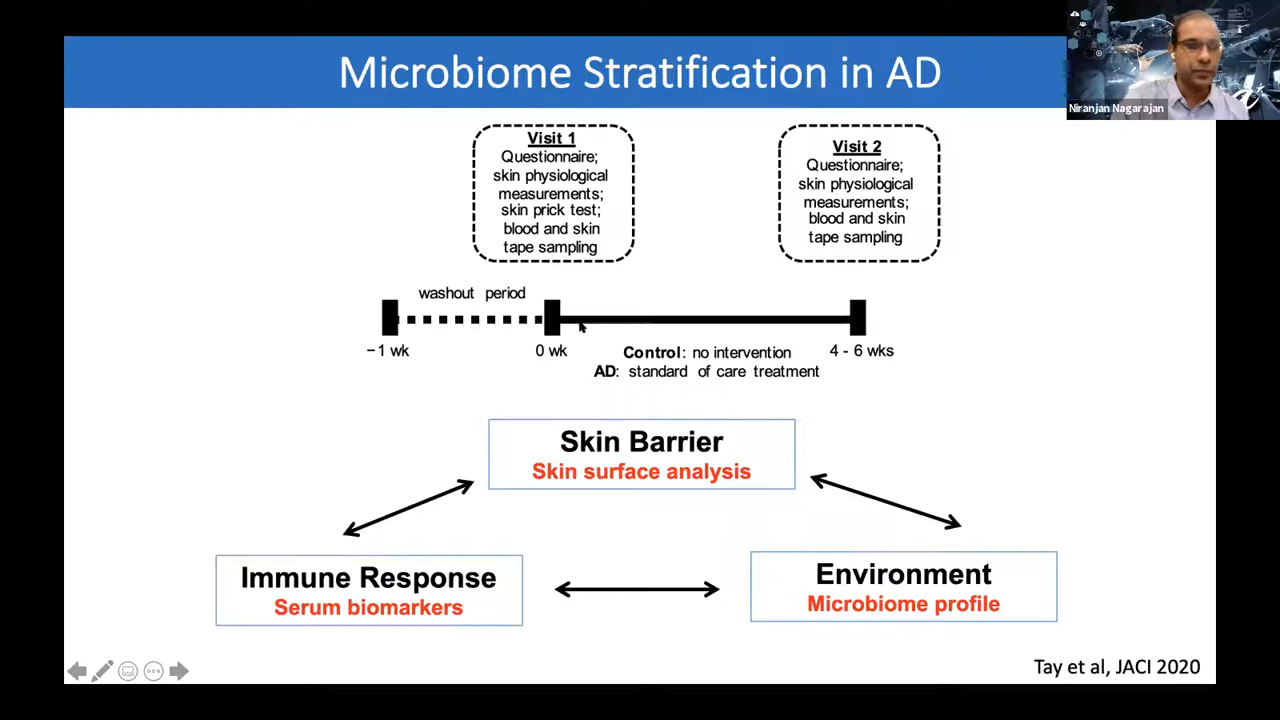 Microbiome Stratification in AD
Niranjan Nagarajan
Visit 1
Questionnaire;
skin physiological
measurements;
skin prick test;
blood and skin
tape sampling
Visit 2
Questionnaire;
skin physiological
measurements;
blood and skin
tape sampling
washout period
−1 wk
0 wk
4 - 6 wks
Control: no intervention
AD: standard of care treatment
Skin Barrier
Skin surface analysis
Immune Response
Serum biomarkers
Environment
Microbiome profile
Tay et al, JACI 2020